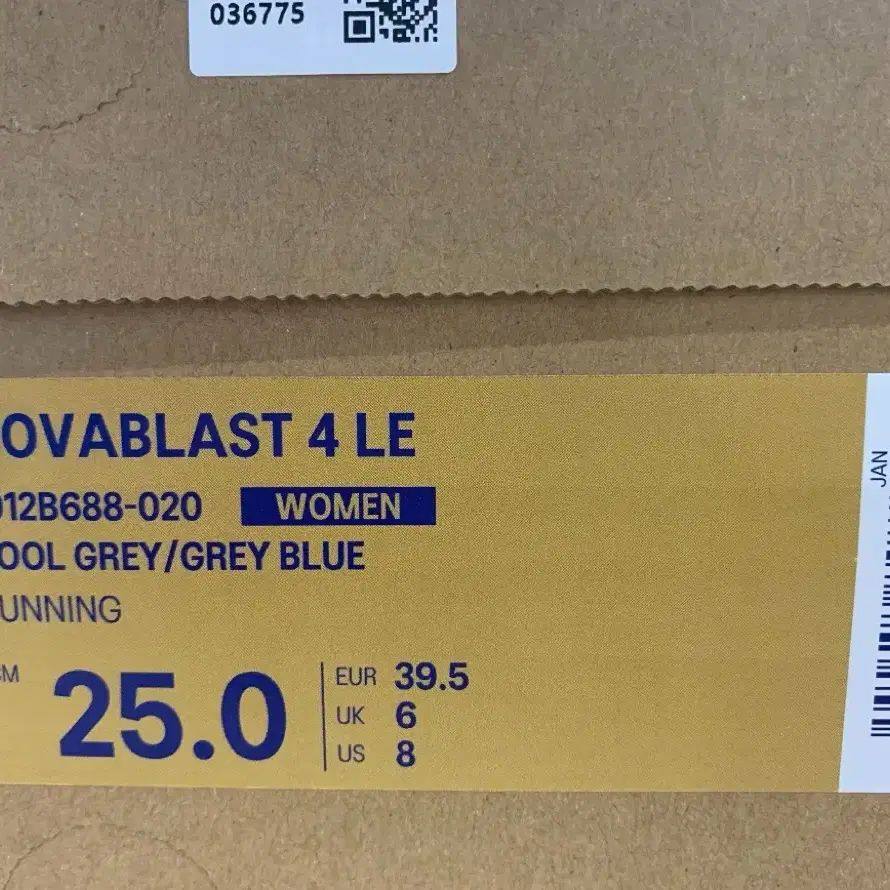 036775
OVABLAST 4 LE
012B688-020 WOMEN
OOL GREY/GREY BLUE
UNNING
CM 25.0
EUR 39.5
UK 6
US 8
JAN